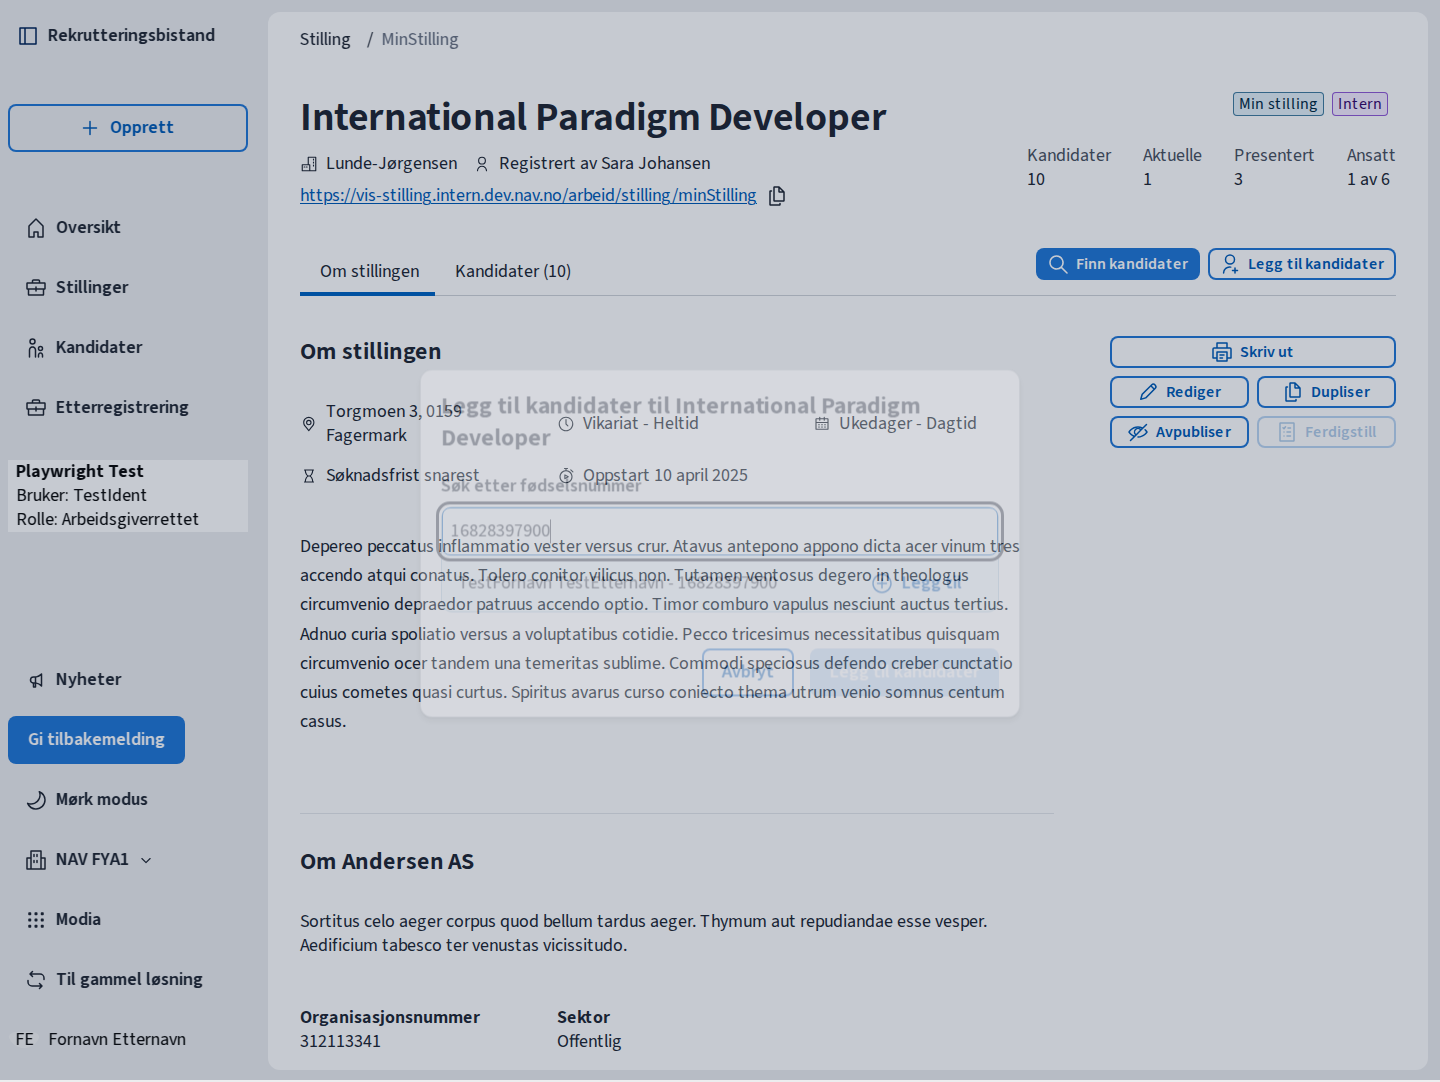 Rekrutteringsbistand
Opprett
Oversikt
Stillinger
Kandidater
Etterregistrering
Playwright Test
Bruker: TestIdent
Rolle: Arbeidsgiverrettet
Nyheter
Gi tilbakemelding
Mørk modus
NAV FYA1
Modia
Til gammel løsning
FE Fornavn Etternavn
Stilling / MinStilling
International Paradigm Developer
Min stilling Intern
Lunde-Jørgensen Registrert av Sara Johansen
https://vis-stilling.intern.dev.nav.no/arbeid/stilling/minStilling
Kandidater Aktuelle Presentert Ansatt
10 1 3 1 av 6
Om stillingen Kandidater (10)
Finn kandidater Legg til kandidater
Om stillingen
Skriv ut
Rediger Dupliser
Avpubliser Ferdigstill
Torgmoen 3, 0159
Fagermark
Vikariat - Heltid
Ukedager - Dagtid
Søknadsfrist snarest
Oppstart 10 april 2025
Depereo peccatus inflammatio vester versus crur. Atavus antepono appono dicta acer vinum tres
accendo atqui conatus. Tolero conitor vilicus non. Tutamen ventosus degero in theologus
circumvenio depraedor patruus accendo optio. Timor comburo vapulus nesciunt auctus tertius.
Adnuo curia spoliatio versus a voluptatibus cotidie. Pecco tricesimus necessitatibus quisquam
circumvenio ocer tandem una temeritas sublime. Commodi speciosus defendo creber cunctatio
cuius cometes quasi curtus. Spiritus avarus curso coniecto thema utrum venio somnus centum
casus.
Legg til kandidater til International Paradigm
Developer
Søk etter fødselsnummer
16828397900
TestFornavn TestEtternavn - 16828397900
Legg til
Avbryt Legg til kandidater
Om Andersen AS
Sortitus celo aeger corpus quod bellum tardus aeger. Thymum aut repudiandae esse vesper.
Aedificium tabesco ter venustas vicissitudo.
Organisasjonsnummer Sektor
312113341 Offentlig